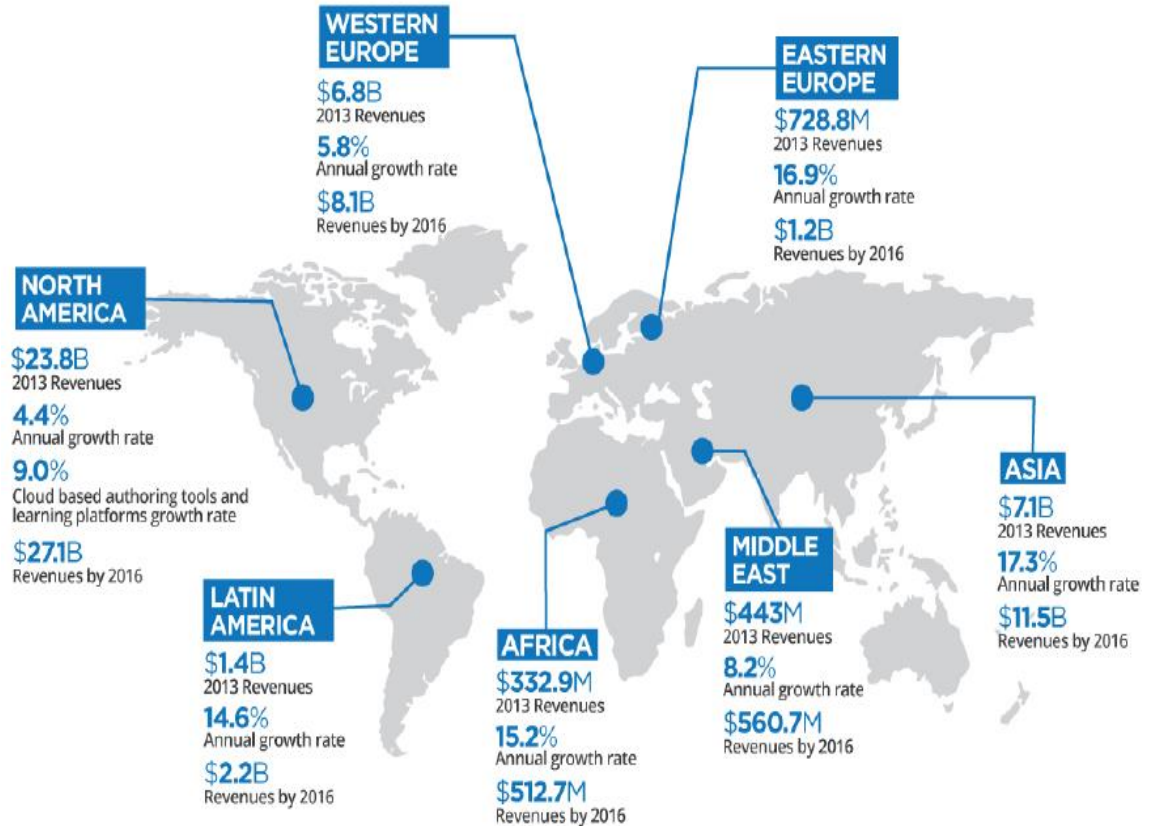 WESTERN
EUROPE
$6.8B
2013 Revenues
5.8%
Annual growth rate
$8.1B
Revenues by 2016
EASTERN
EUROPE
$728.8M
2013 Revenues
16.9%
Annual growth rate
$1.2B
Revenues by 2016
NORTH
AMERICA
$23.8B
2013 Revenues
4.4%
Annual growth rate
9.0%
Cloud based authoring tools and
learning platforms growth rate
$27.1B
Revenues by 2016
LATIN
AMERICA
$1.4B
2013 Revenues
14.6%
Annual growth rate
$2.2B
Revenues by 2016
AFRICA
$332.9M
2013 Revenues
15.2%
Annual growth rate
$512.7M
Revenues by 2016
MIDDLE
EAST
$443M
2013 Revenues
8.2%
Annual growth rate
$560.7M
Revenues by 2016
ASIA
$7.1B
2013 Revenues
17.3%
Annual growth rate
$11.5B
Revenues by 2016